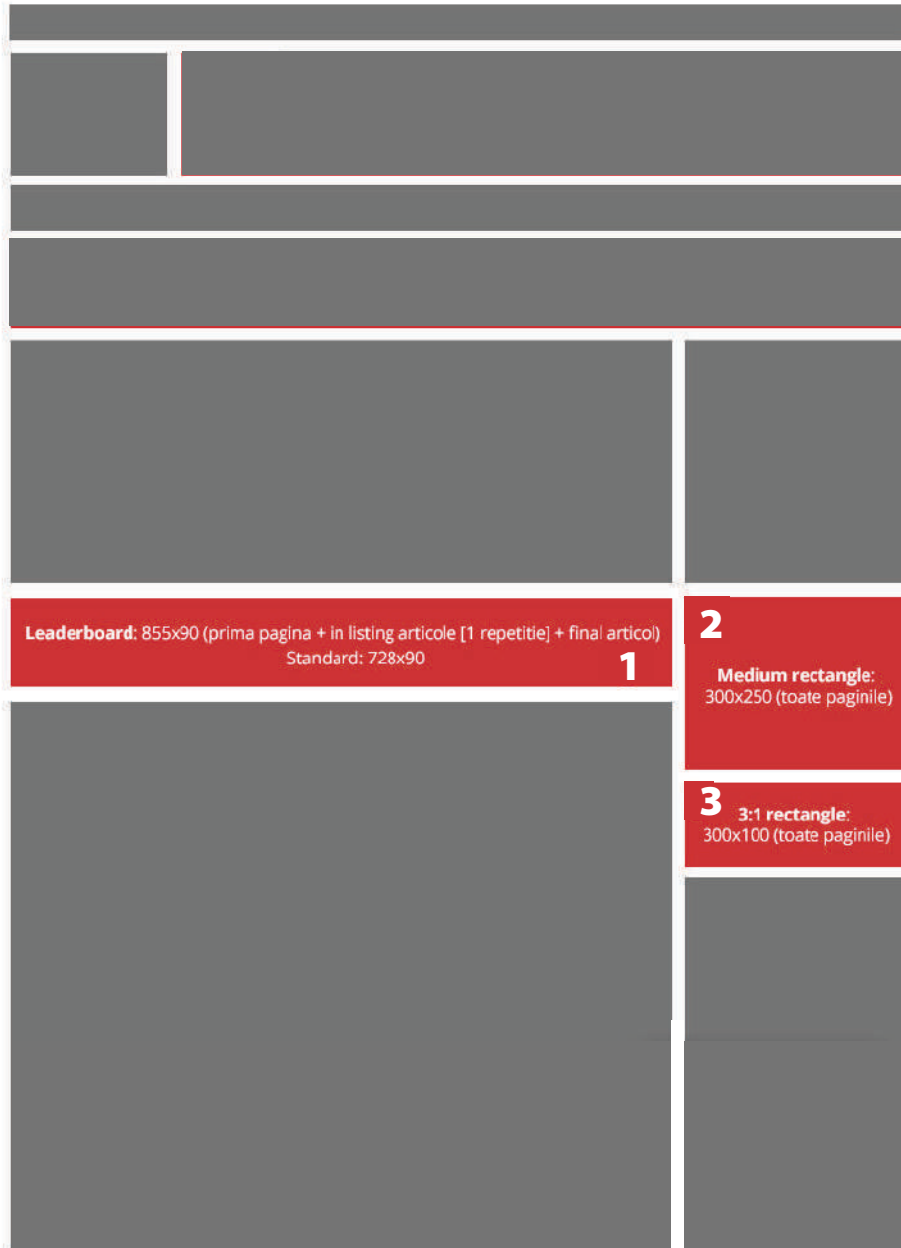 Leaderboard: 855x90 (prima pagina + in listing articole [1 repetitie] + final articol)
Standard: 728x90
1
2
Medium rectangle:
300x250 (toate paginile)
3
3:1 rectangle:
300x100 (toate paginile)